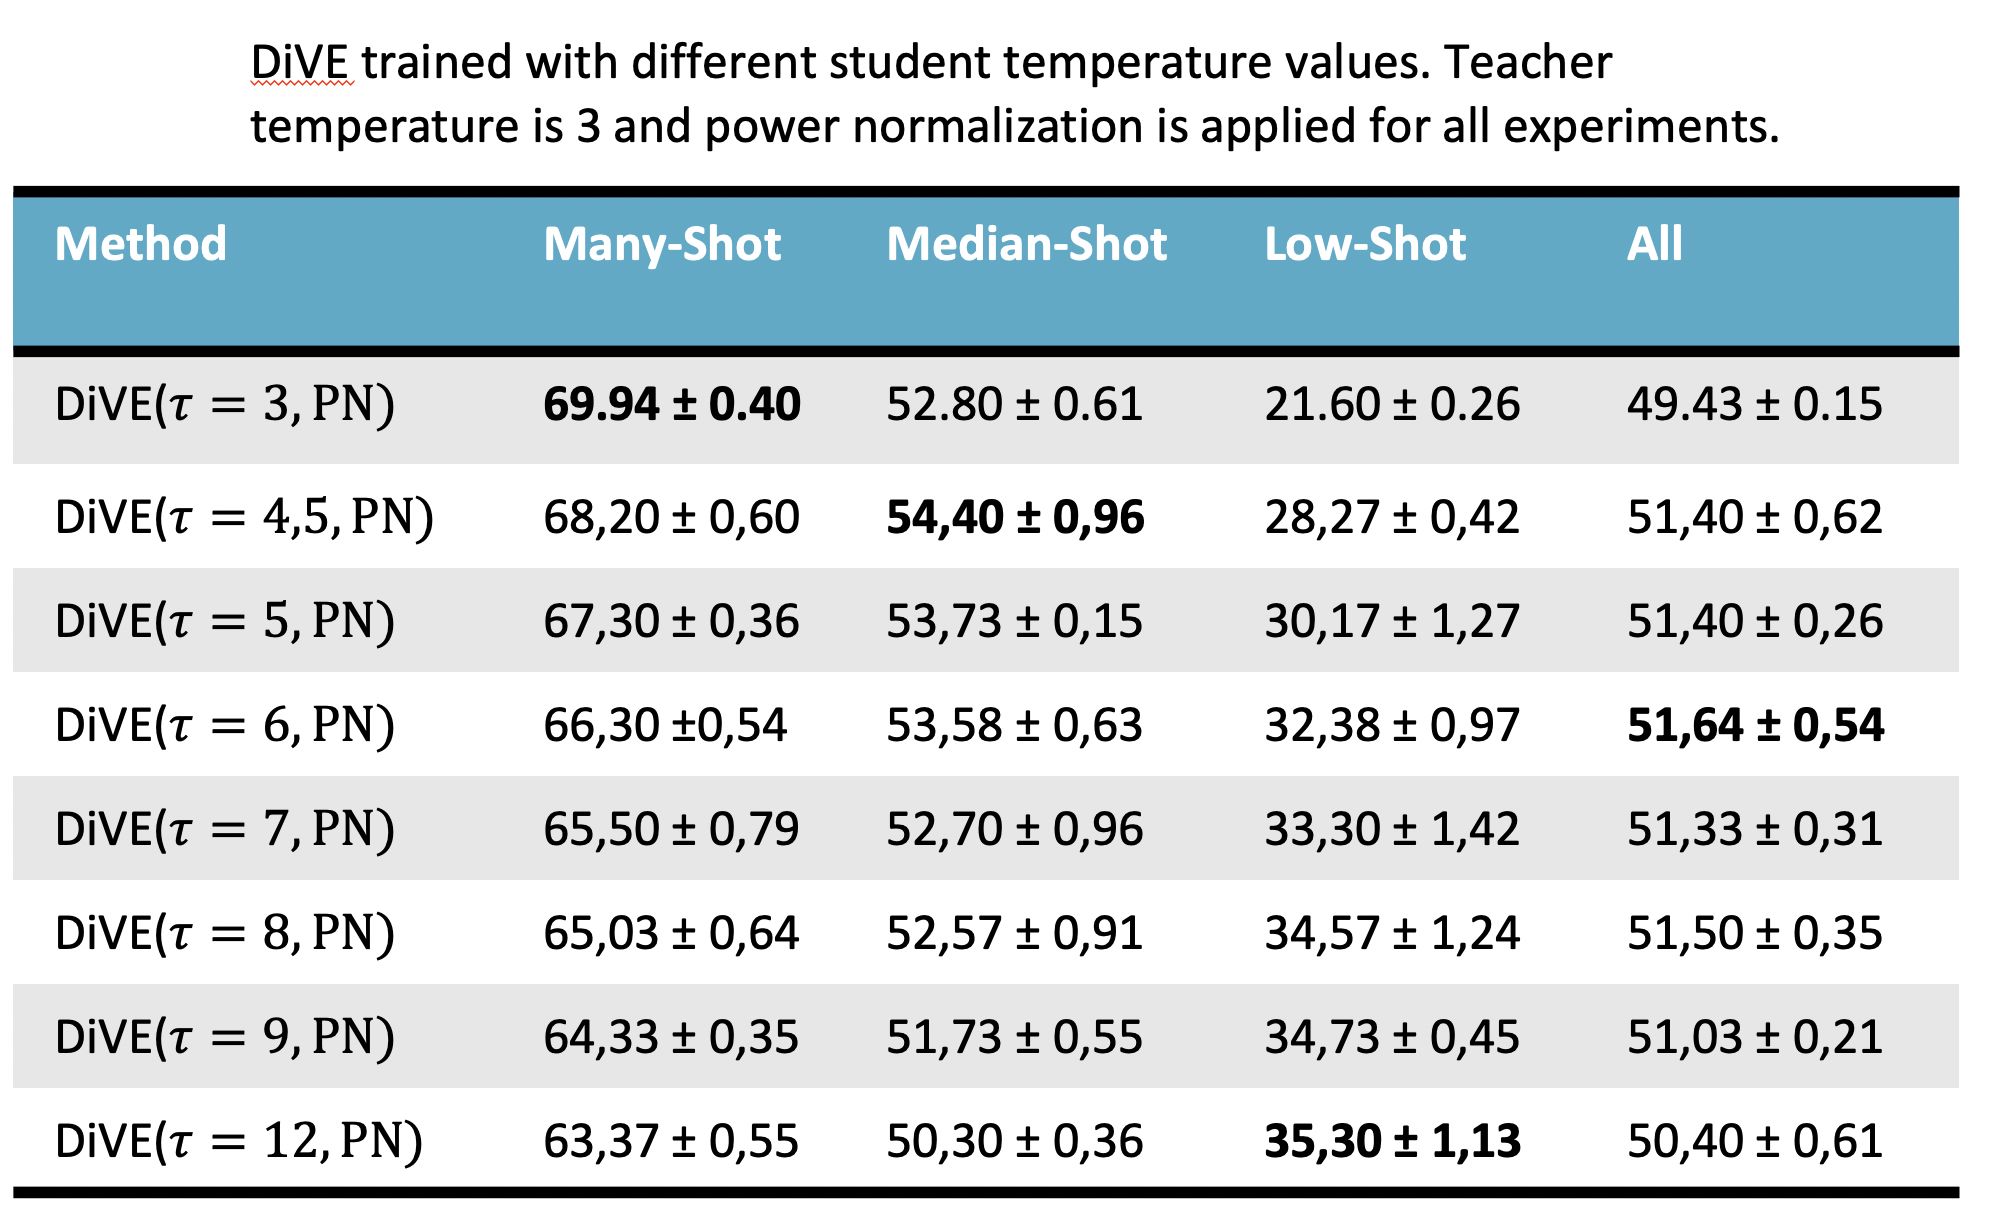 DiVE trained with different student temperature values. Teacher
temperature is 3 and power normalization is applied for all experiments.
Method Many-Shot Median-Shot Low-Shot All
DiVE(τ = 3, PN) 69.94 ± 0.40 52.80 ± 0.61 21.60 ± 0.26 49.43 ± 0.15
DiVE(τ = 4,5, PN) 68,20 ± 0,60 54,40 ± 0,96 28,27 ± 0,42 51,40 ± 0,62
DiVE(τ = 5, PN) 67,30 ± 0,36 53,73 ± 0,15 30,17 ± 1,27 51,40 ± 0,26
DiVE(τ = 6, PN) 66,30 ±0,54 53,58 ± 0,63 32,38 ± 0,97 51,64 ± 0,54
DiVE(τ = 7, PN) 65,50 ± 0,79 52,70 ± 0,96 33,30 ± 1,42 51,33 ± 0,31
DiVE(τ = 8, PN) 65,03 ± 0,64 52,57 ± 0,91 34,57 ± 1,24 51,50 ± 0,35
DiVE(τ = 9, PN) 64,33 ± 0,35 51,73 ± 0,55 34,73 ± 0,45 51,03 ± 0,21
DiVE(τ = 12, PN) 63,37 ± 0,55 50,30 ± 0,36 35,30 ± 1,13 50,40 ± 0,61